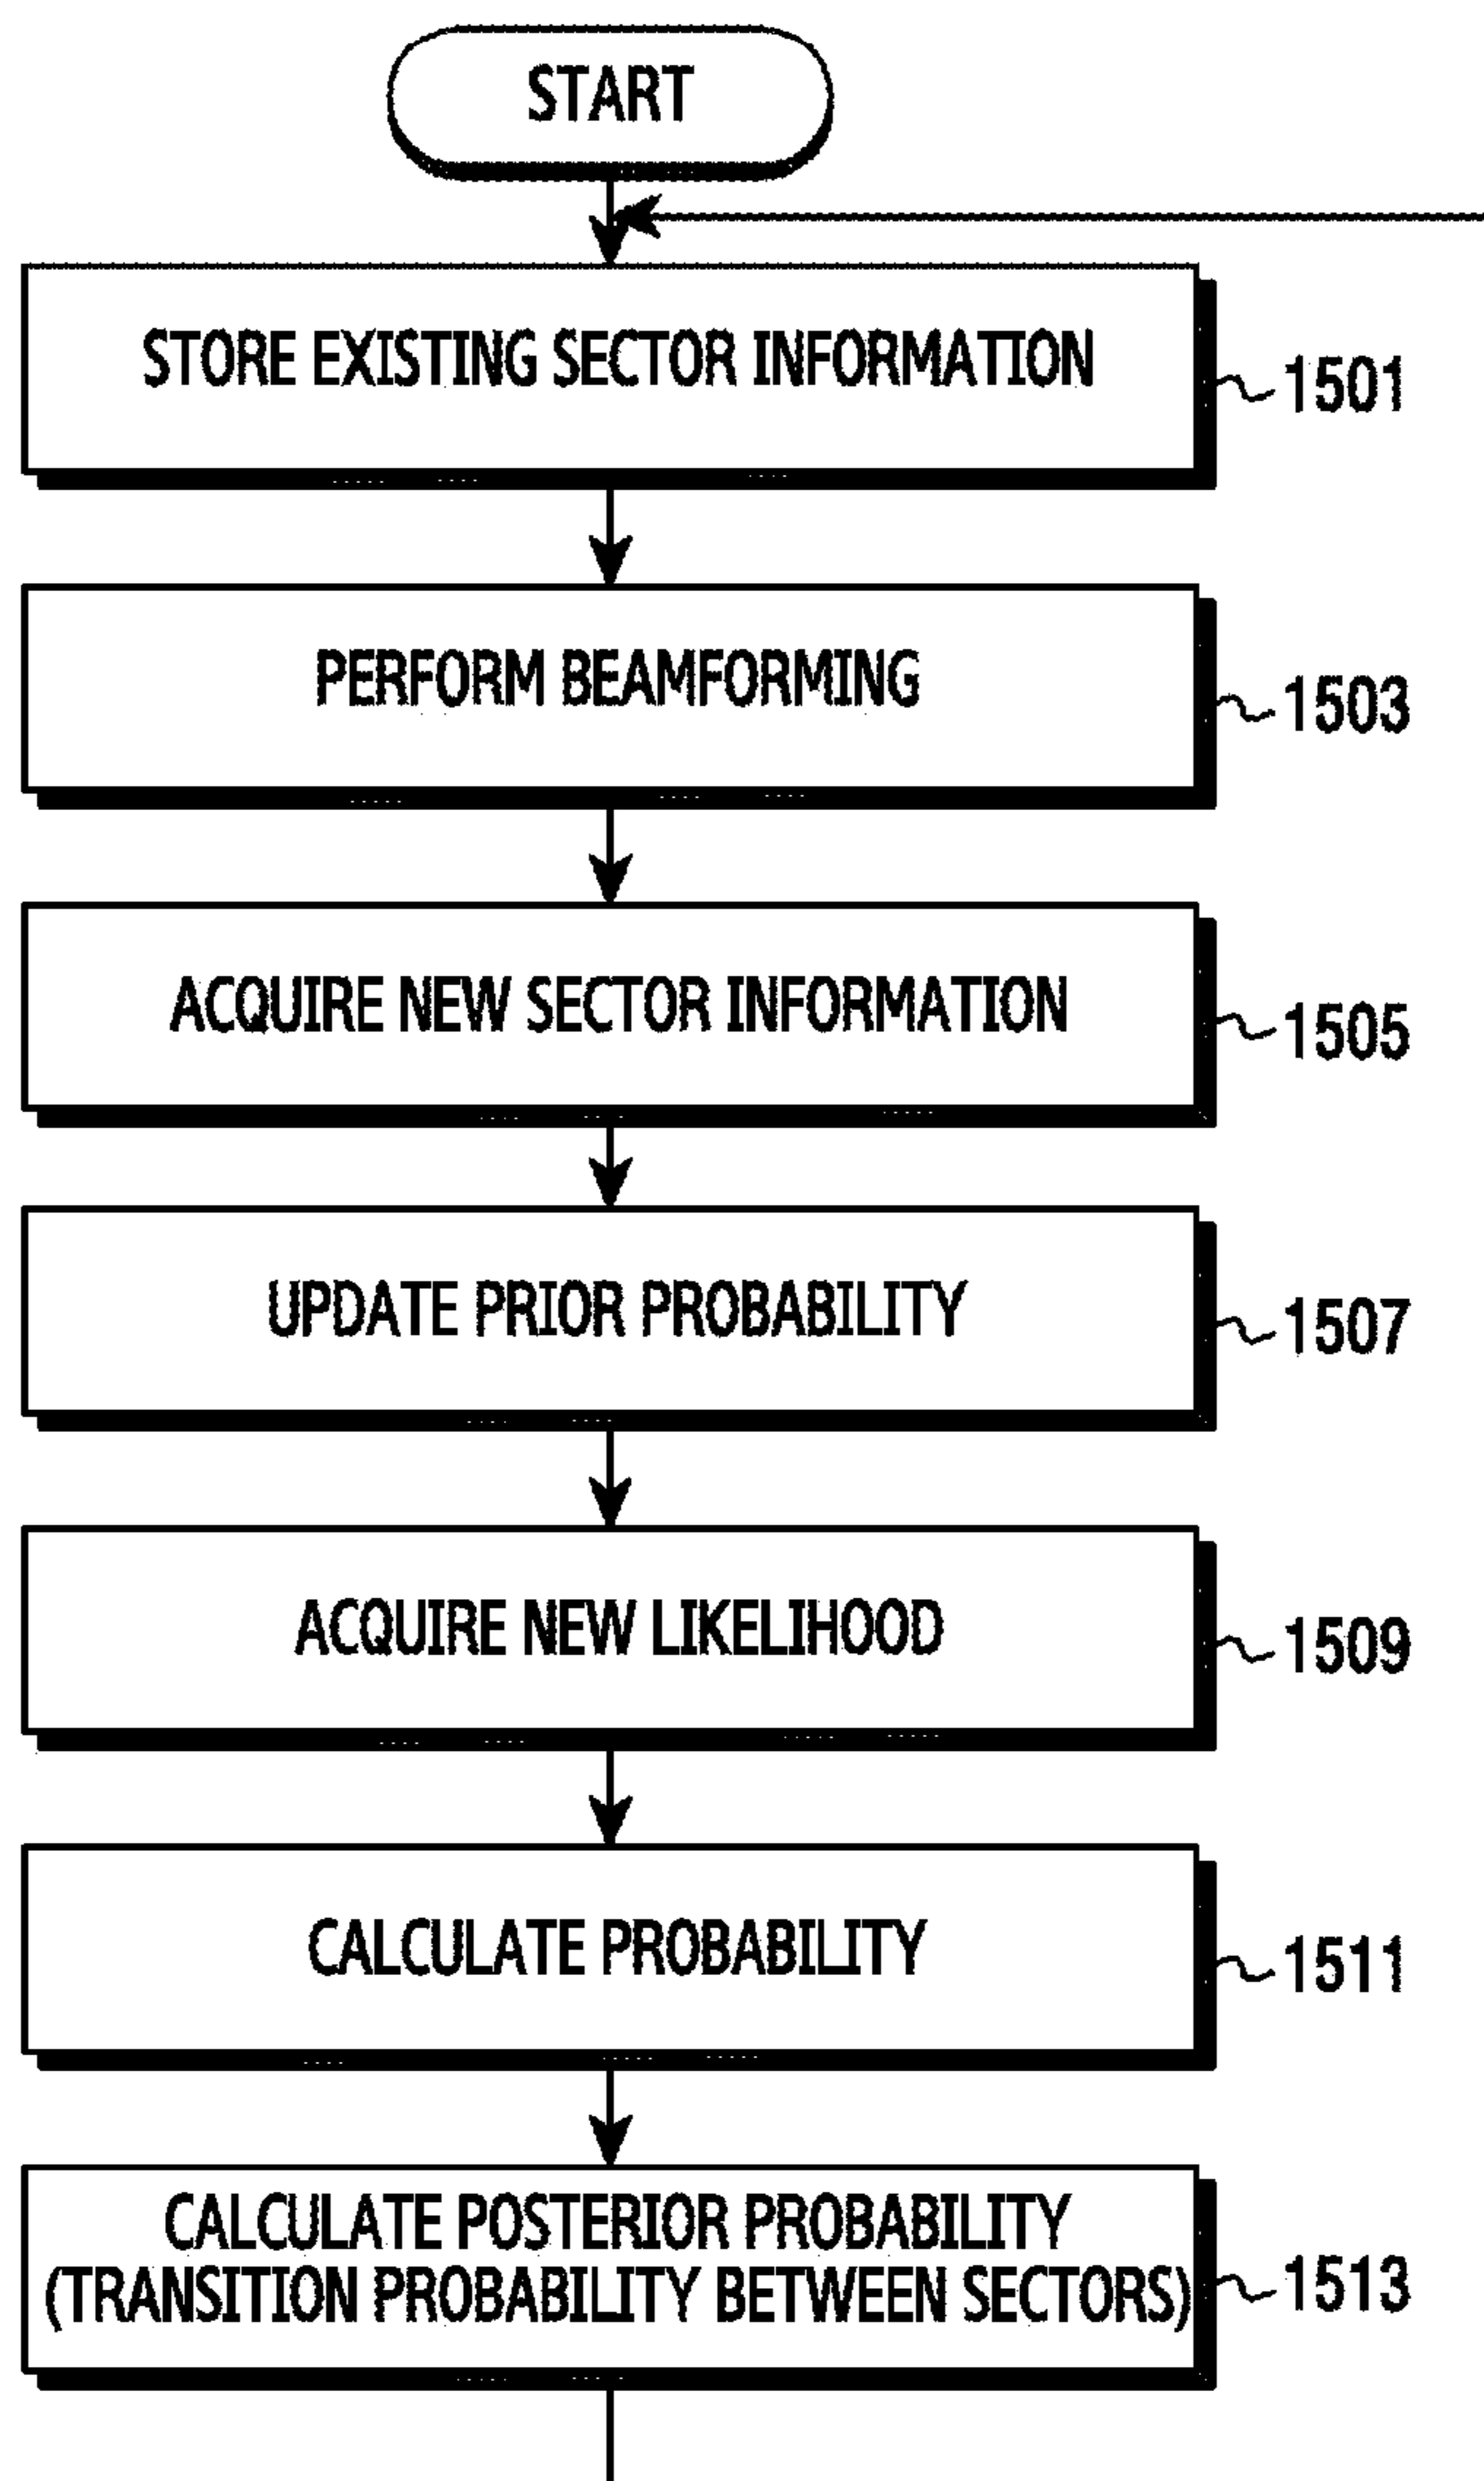 START
STORE EXISTING SECTOR INFORMATION
1501
PERFORM BEAMFORMING
1503
ACQUIRE NEW SECTOR INFORMATION
1505
UPDATE PRIOR PROBABILITY
1507
ACQUIRE NEW LIKELIHOOD
1509
CALCULATE PROBABILITY
1511
CALCULATE POSTERIOR PROBABILITY
(TRANSITION PROBABILITY BETWEEN SECTORS)
1513